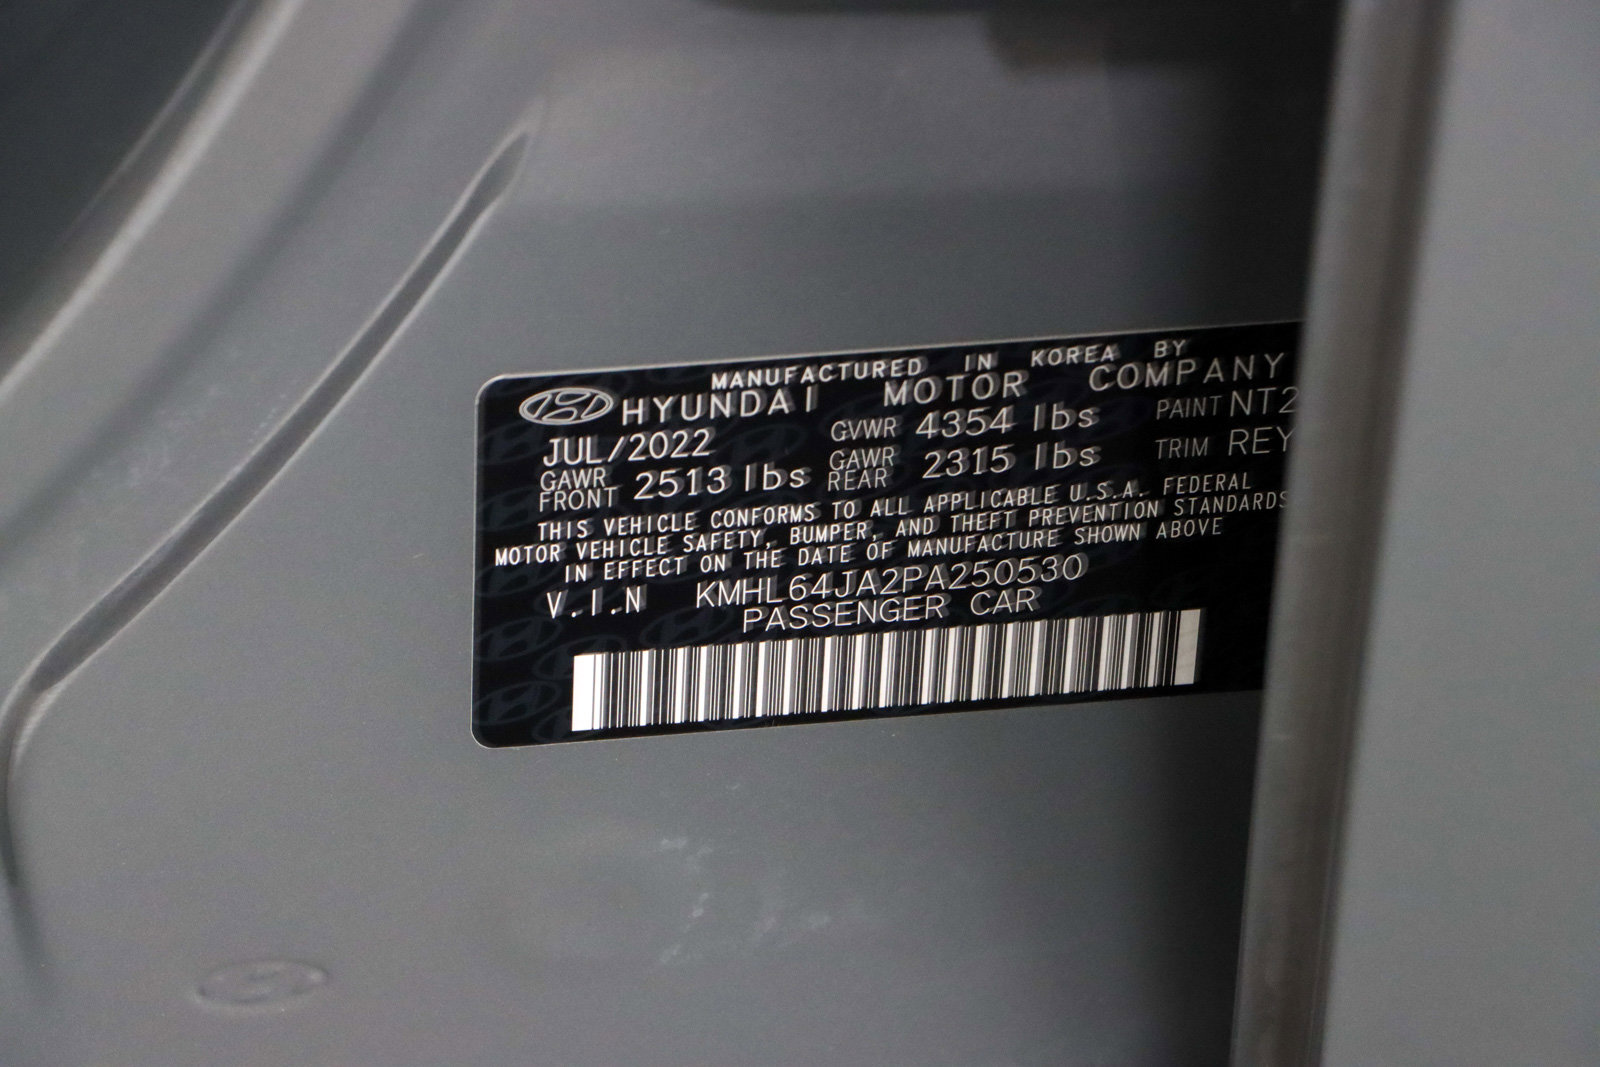 MANUFACTURED IN KOREA BY
HYUNDAI MOTOR COMPANY
JUL/2022 GVWR 4354 lbs PAINT NT2
GAWR FRONT 2513 lbs GAWR REAR 2315 lbs TRIM REY
THIS VEHICLE CONFORMS TO ALL APPLICABLE U.S.A. FEDERAL
MOTOR VEHICLE SAFETY, BUMPER, AND THEFT PREVENTION STANDARDS
IN EFFECT ON THE DATE OF MANUFACTURE SHOWN ABOVE
V.I.N KMHL64JA2PA250530
PASSENGER CAR